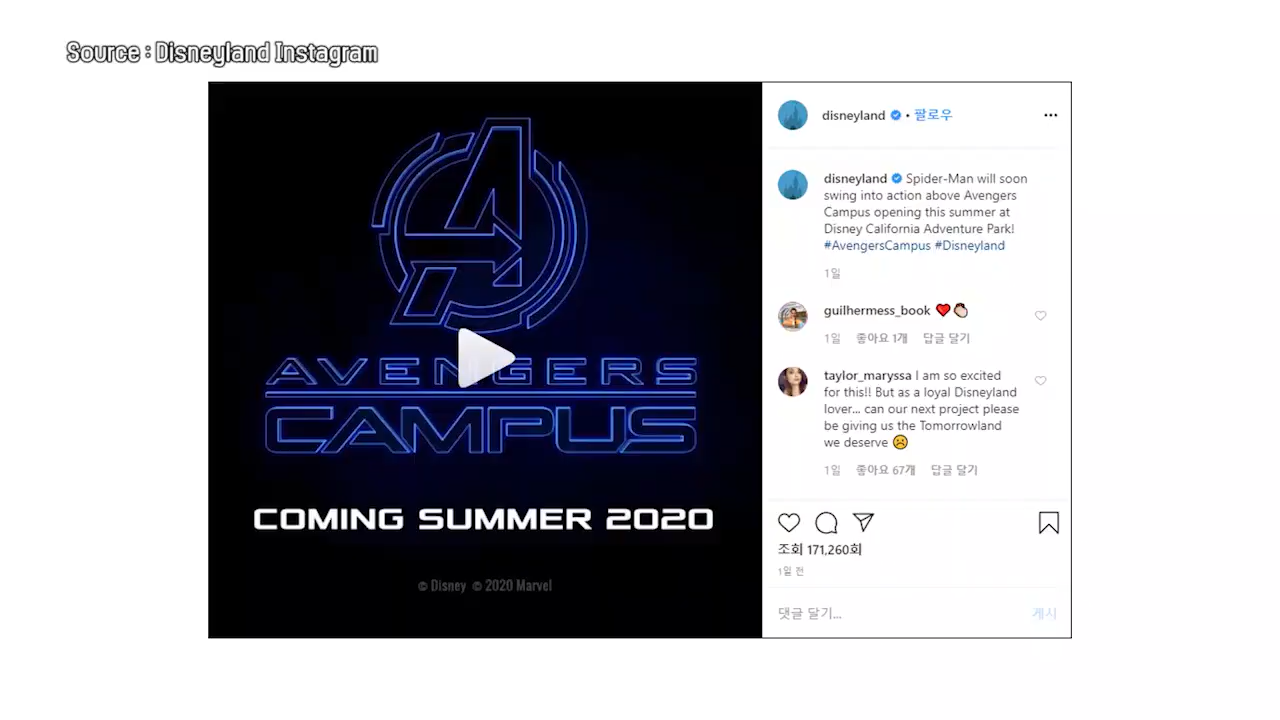 Source : Disneyland Instagram
AVENGERS
CAMPUS
COMING SUMMER 2020
© Disney © 2020 Marvel
disneyland • 팔로우
disneyland Spider-Man will soon
swing into action above Avengers
Campus opening this summer at
Disney California Adventure Park!
#AvengersCampus #Disneyland
1일
guilhermess_book ❤️👏🏻
1일 좋아요 1개 답글 달기
taylor_maryssa I am so excited
for this!! But as a loyal Disneyland
lover... can our next project please
be giving us the Tomorrowland
we deserve ☹️
1일 좋아요 67개 답글 달기
조회 171,260회
1일 전
댓글 달기...
게시